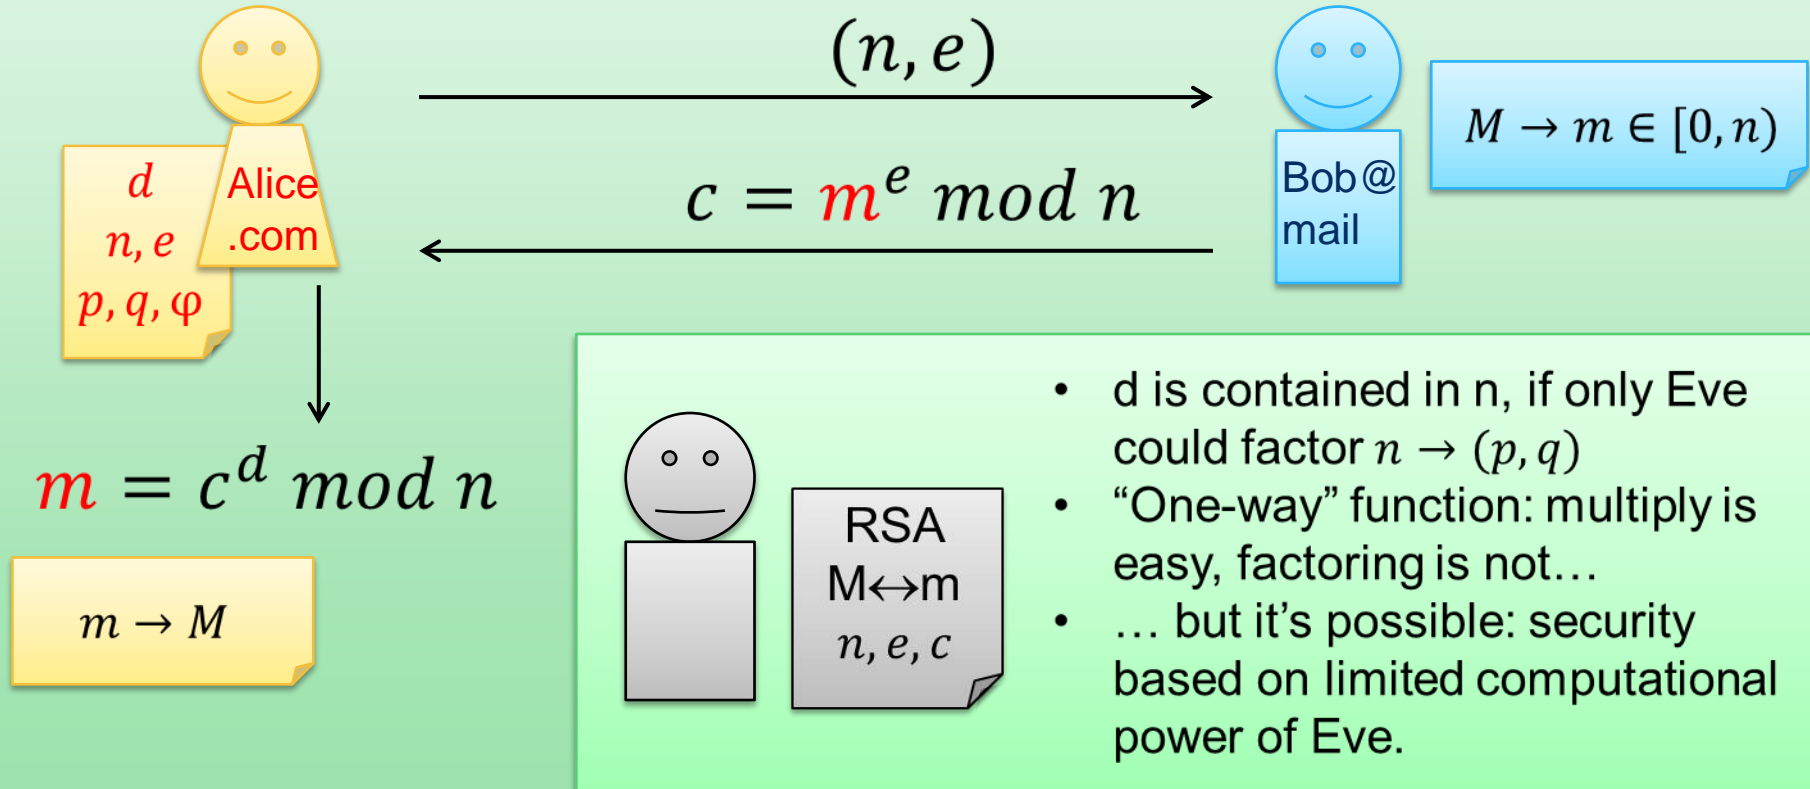 (n, e)
M → m ∈ [0, n)
d
n, e
p, q, φ
Alice
.com
c = m^e mod n
Bob@
mail
m = c^d mod n
m → M
RSA
M↔m
n, e, c
• d is contained in n, if only Eve
could factor n → (p, q)
• “One-way” function: multiply is
easy, factoring is not…
• … but it’s possible: security
based on limited computational
power of Eve.